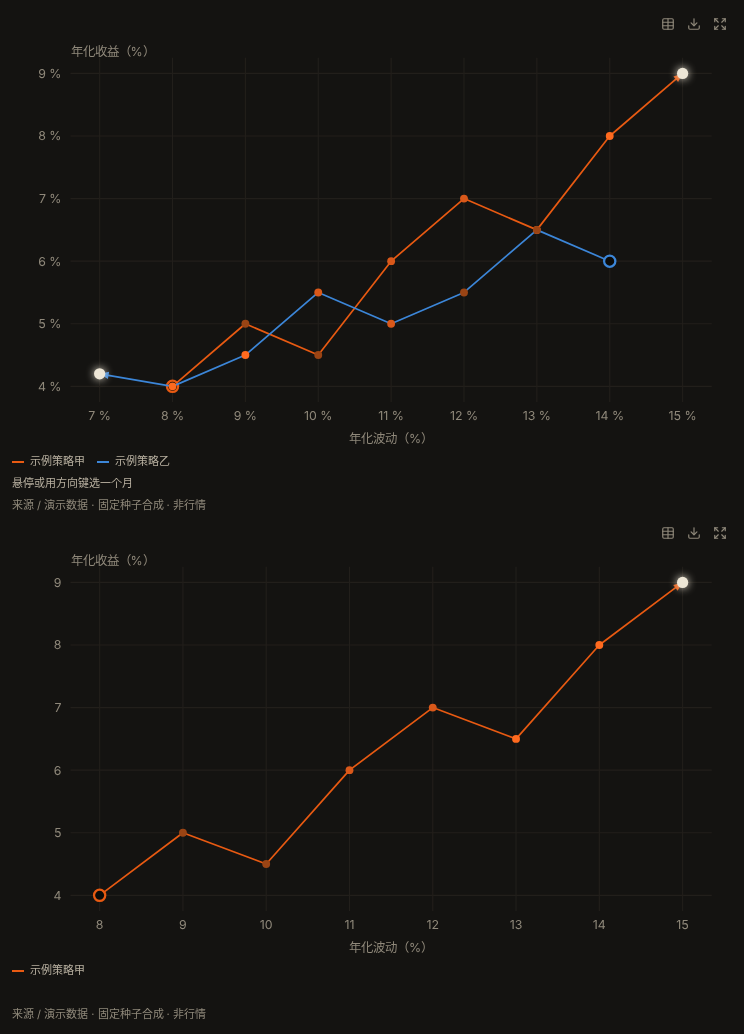 年化收益（%）
9 %
8 %
7 %
6 %
5 %
4 %
7 % 8 % 9 % 10 % 11 % 12 % 13 % 14 % 15 %
年化波动（%）
示例策略甲 示例策略乙
悬停或用方向键选一个月
来源 / 演示数据 · 固定种子合成 · 非行情
年化收益（%）
9
8
7
6
5
4
8 9 10 11 12 13 14 15
年化波动（%）
示例策略甲
来源 / 演示数据 · 固定种子合成 · 非行情